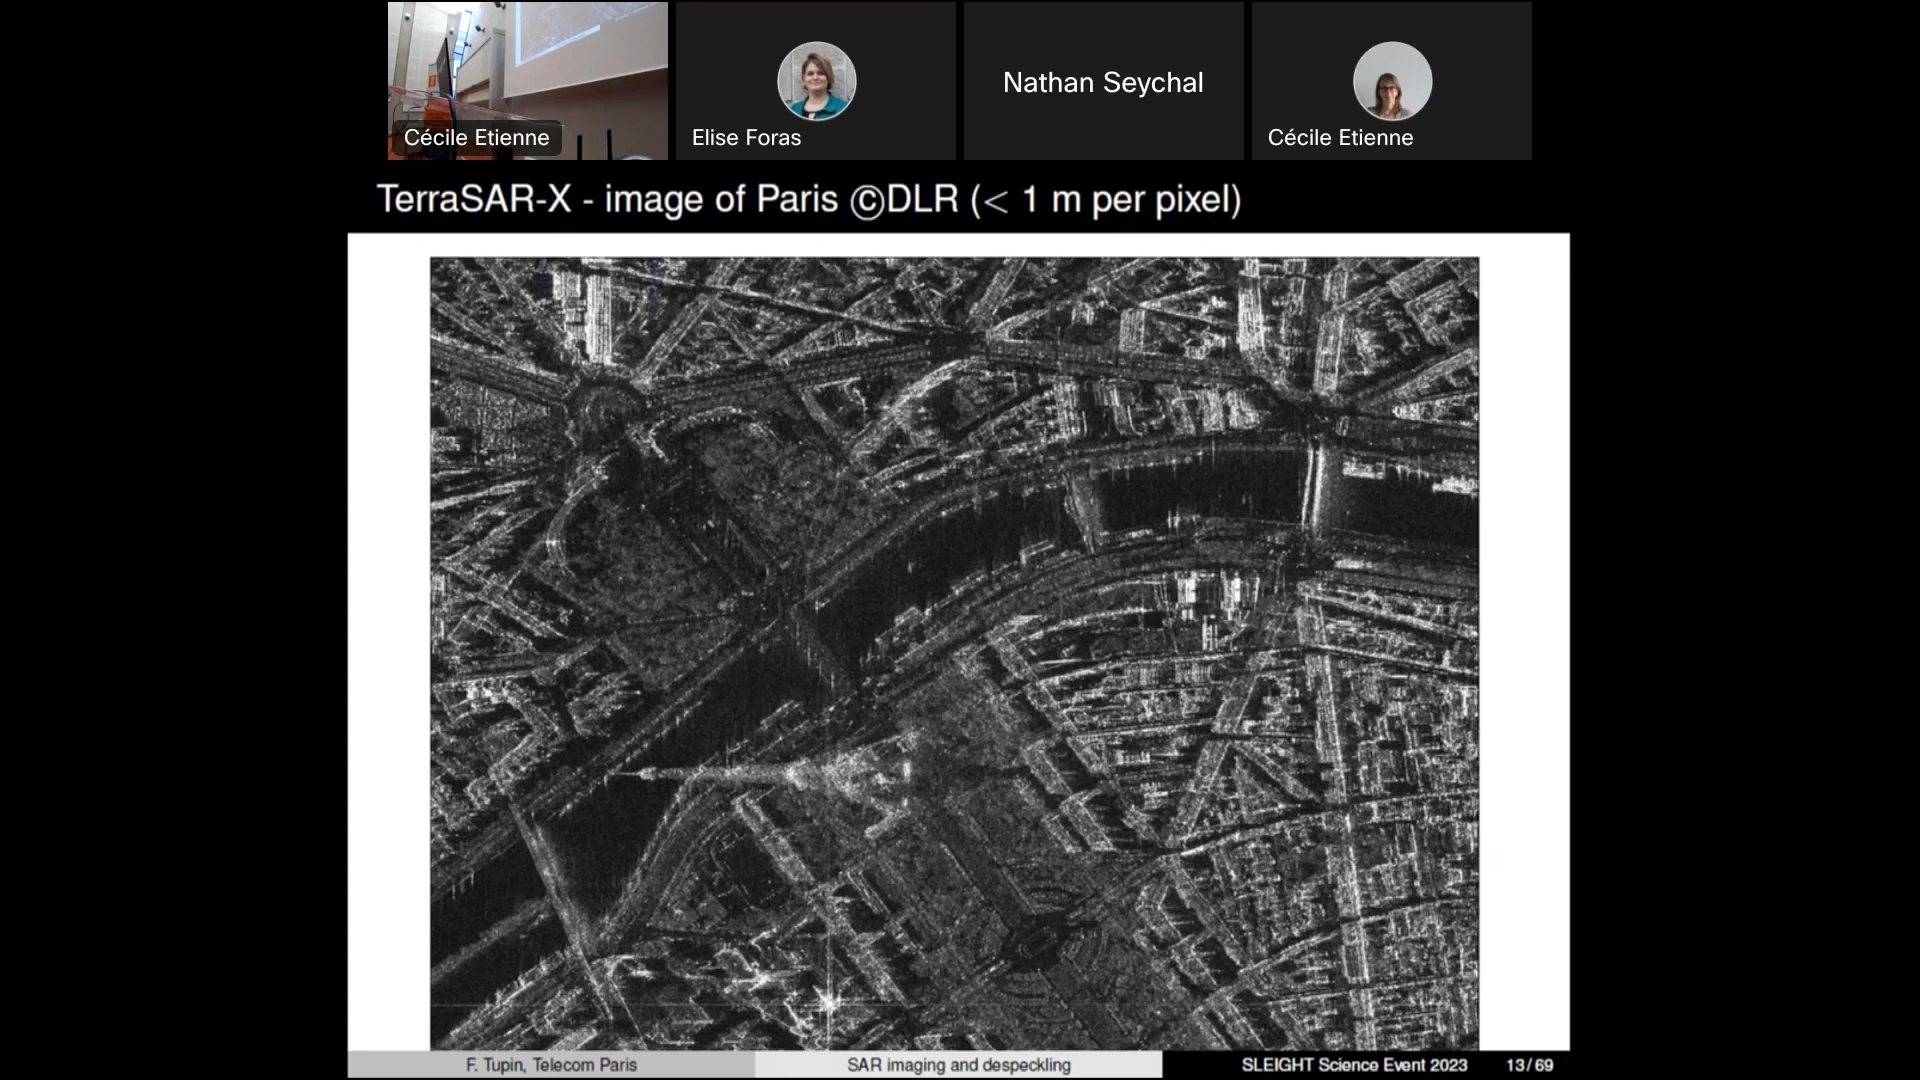 Cécile Etienne
Elise Foras
Nathan Seychal
Cécile Etienne
TerraSAR-X - image of Paris ©DLR (< 1 m per pixel)
F. Tupin, Telecom Paris
SAR imaging and despeckling
SLEIGHT Science Event 2023
13/69